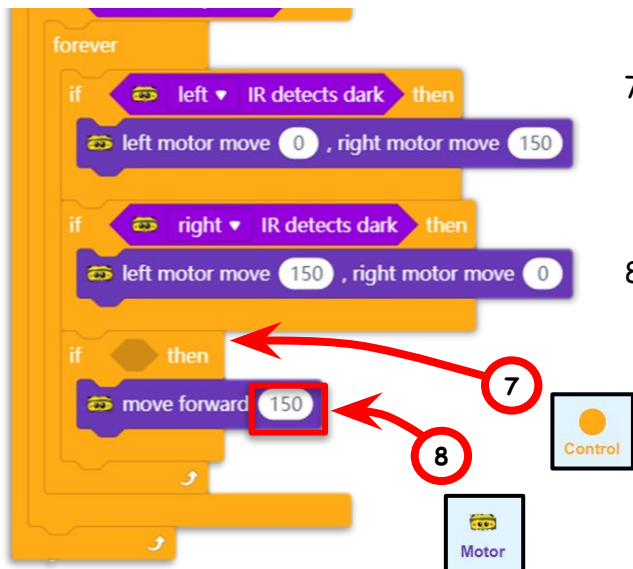 forever
if left IR detects dark then
left motor move 0 , right motor move 150
if right IR detects dark then
left motor move 150 , right motor move 0
if then
move forward 150
7
8
7
8
Control
Motor